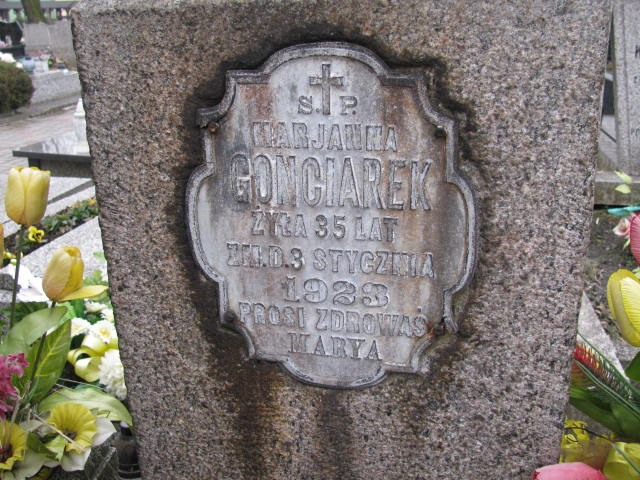 Ś.P.
MARJANNA
GONCIAREK
ŻYŁA 35 LAT
ZM. D. 3 STYCZNIA
1923
PROSI ZDROWAŚ
MARYA